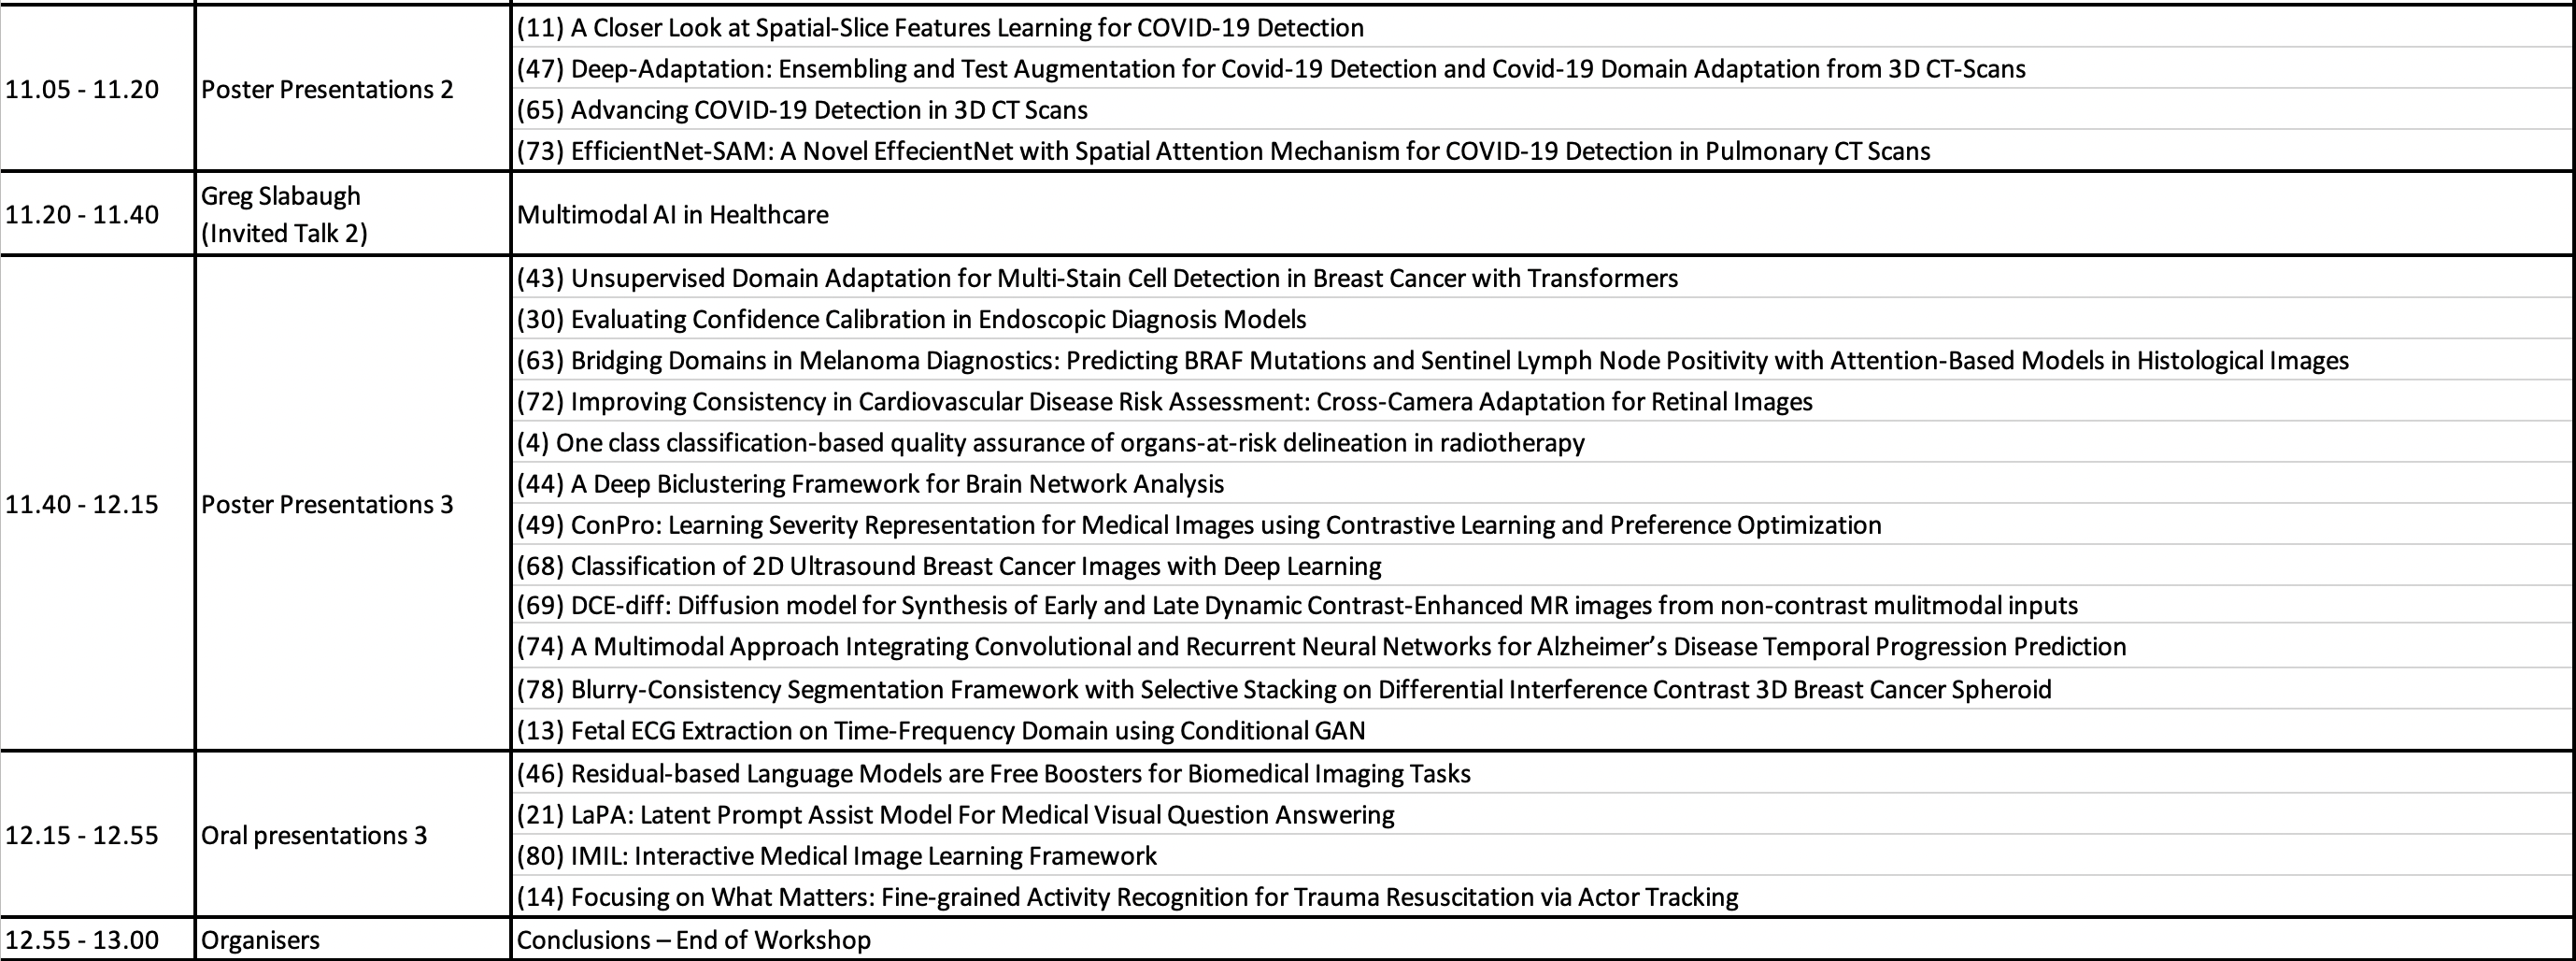 11.05 - 11.20
Poster Presentations 2
(11) A Closer Look at Spatial-Slice Features Learning for COVID-19 Detection
(47) Deep-Adaptation: Ensembling and Test Augmentation for Covid-19 Detection and Covid-19 Domain Adaptation from 3D CT-Scans
(65) Advancing COVID-19 Detection in 3D CT Scans
(73) EfficientNet-SAM: A Novel EffecientNet with Spatial Attention Mechanism for COVID-19 Detection in Pulmonary CT Scans
11.20 - 11.40
Greg Slabaugh
(Invited Talk 2)
Multimodal AI in Healthcare
11.40 - 12.15
Poster Presentations 3
(43) Unsupervised Domain Adaptation for Multi-Stain Cell Detection in Breast Cancer with Transformers
(30) Evaluating Confidence Calibration in Endoscopic Diagnosis Models
(63) Bridging Domains in Melanoma Diagnostics: Predicting BRAF Mutations and Sentinel Lymph Node Positivity with Attention-Based Models in Histological Images
(72) Improving Consistency in Cardiovascular Disease Risk Assessment: Cross-Camera Adaptation for Retinal Images
(4) One class classification-based quality assurance of organs-at-risk delineation in radiotherapy
(44) A Deep Biclustering Framework for Brain Network Analysis
(49) ConPro: Learning Severity Representation for Medical Images using Contrastive Learning and Preference Optimization
(68) Classification of 2D Ultrasound Breast Cancer Images with Deep Learning
(69) DCE-diff: Diffusion model for Synthesis of Early and Late Dynamic Contrast-Enhanced MR images from non-contrast mulitmodal inputs
(74) A Multimodal Approach Integrating Convolutional and Recurrent Neural Networks for Alzheimer’s Disease Temporal Progression Prediction
(78) Blurry-Consistency Segmentation Framework with Selective Stacking on Differential Interference Contrast 3D Breast Cancer Spheroid
(13) Fetal ECG Extraction on Time-Frequency Domain using Conditional GAN
12.15 - 12.55
Oral presentations 3
(46) Residual-based Language Models are Free Boosters for Biomedical Imaging Tasks
(21) LaPA: Latent Prompt Assist Model For Medical Visual Question Answering
(80) IMIL: Interactive Medical Image Learning Framework
(14) Focusing on What Matters: Fine-grained Activity Recognition for Trauma Resuscitation via Actor Tracking
12.55 - 13.00
Organisers
Conclusions – End of Workshop